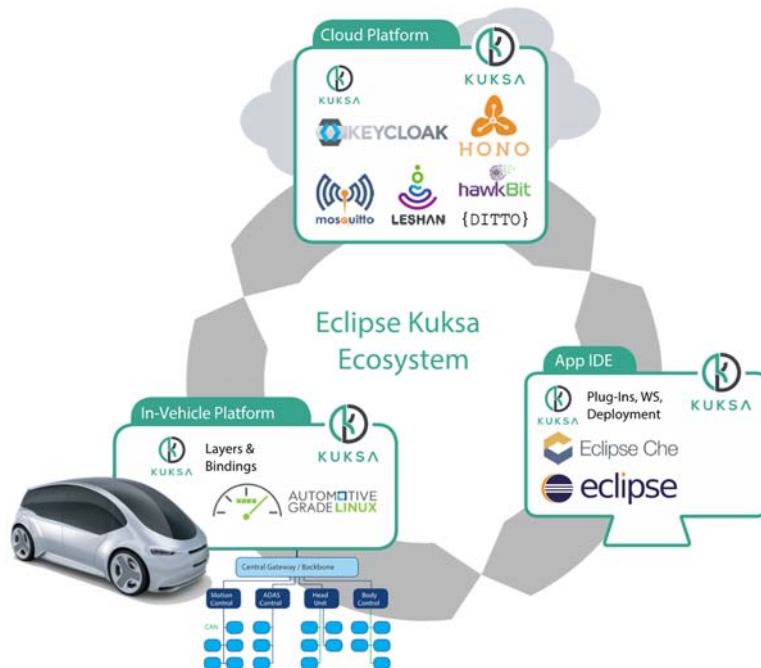 Cloud Platform
KUKSA
KUKSA
KEYCLOAK
HONO
mosquitto
LESHAN
hawkBit
{DITTO}
Eclipse Kuksa
Ecosystem
App IDE
KUKSA
KUKSA
Plug-Ins, WS,
Deployment
Eclipse Che
eclipse
In-Vehicle Platform
KUKSA
KUKSA
Layers &
Bindings
AUTOMOTIVE
GRADELINUX
Central Gateway / Backbone
Motion
Control
ADAS
Control
Head
Unit
Body
Control
CAN